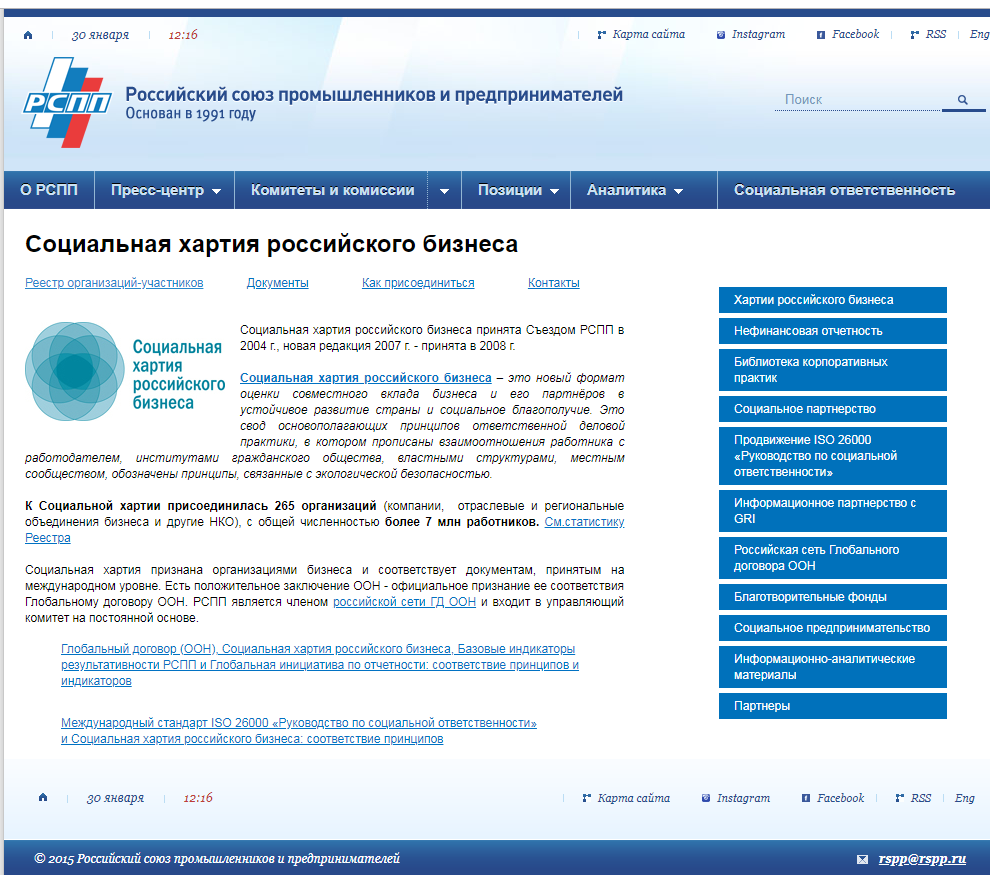 30 января
12:16
Карта сайта
Instagram
Facebook
RSS
Eng
РСПП
Российский союз промышленников и предпринимателей
Основан в 1991 году
Поиск
О РСПП
Пресс-центр
Комитеты и комиссии
Позиции
Аналитика
Социальная ответственность
Социальная хартия российского бизнеса
Реестр организаций-участников
Документы
Как присоединиться
Контакты
Социальная
хартия
российского
бизнеса
Социальная хартия российского бизнеса принята Съездом РСПП в
2004 г., новая редакция 2007 г. - принята в 2008 г.
Социальная хартия российского бизнеса – это новый формат
оценки совместного вклада бизнеса и его партнёров в
устойчивое развитие страны и социальное благополучие. Это
свод основополагающих принципов ответственной деловой
практики, в котором прописаны взаимоотношения работника с
работодателем, институтами гражданского общества, властными структурами, местным
сообществом, обозначены принципы, связанные с экологической безопасностью.
К Социальной хартии присоединилась 265 организаций (компании, отраслевые и региональные
объединения бизнеса и другие НКО), с общей численностью более 7 млн работников. См.статистику
Реестра
Социальная хартия признана организациями бизнеса и соответствует документам, принятым на
международном уровне. Есть положительное заключение ООН - официальное признание ее соответствия
Глобальному договору ООН. РСПП является членом российской сети ГД ООН и входит в управляющий
комитет на постоянной основе.
Глобальный договор (ООН), Социальная хартия российского бизнеса, Базовые индикаторы
результативности РСПП и Глобальная инициатива по отчетности: соответствие принципов и
индикаторов
Международный стандарт ISO 26000 «Руководство по социальной ответственности»
и Социальная хартия российского бизнеса: соответствие принципов
Хартии российского бизнеса
Нефинансовая отчетность
Библиотека корпоративных
практик
Социальное партнерство
Продвижение ISO 26000
«Руководство по социальной
ответственности»
Информационное партнерство с
GRI
Российская сеть Глобального
договора ООН
Благотворительные фонды
Социальное предпринимательство
Информационно-аналитические
материалы
Партнеры
30 января
12:16
Карта сайта
Instagram
Facebook
RSS
Eng
© 2015 Российский союз промышленников и предпринимателей
rspp@rspp.ru